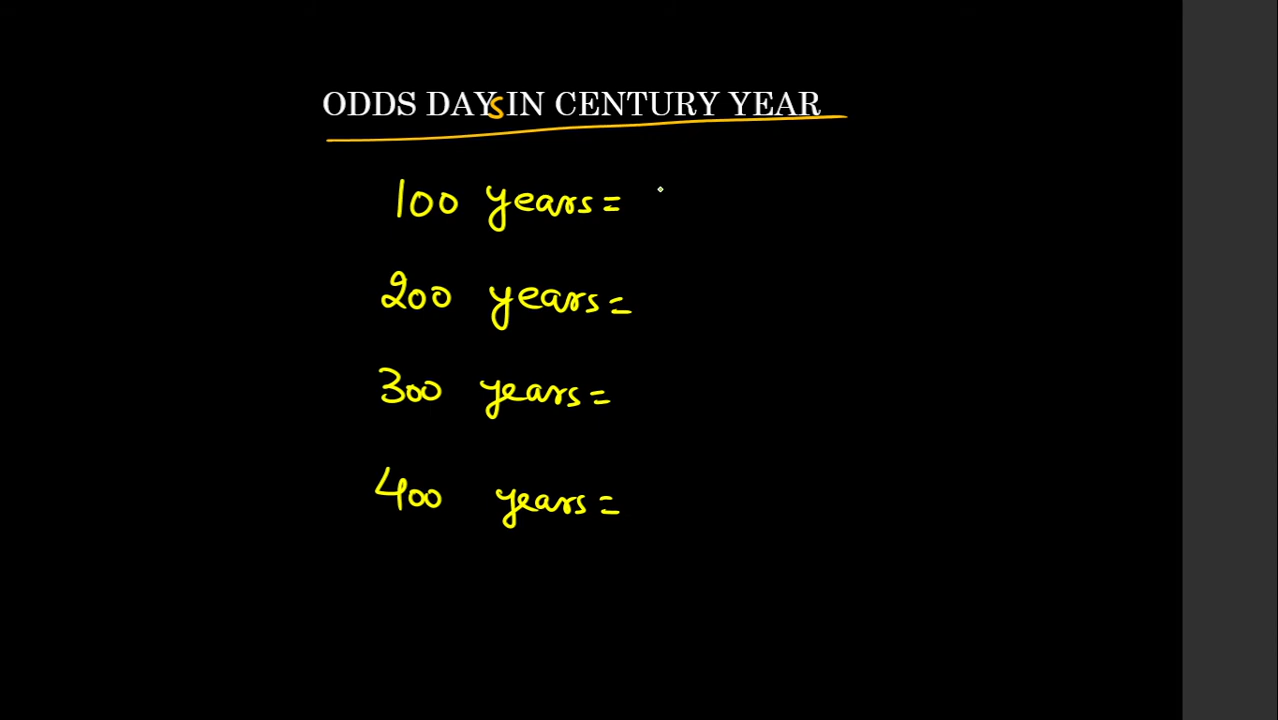 ODDS DAYS IN CENTURY YEAR
100 years=
200 years=
300 years=
400 years=